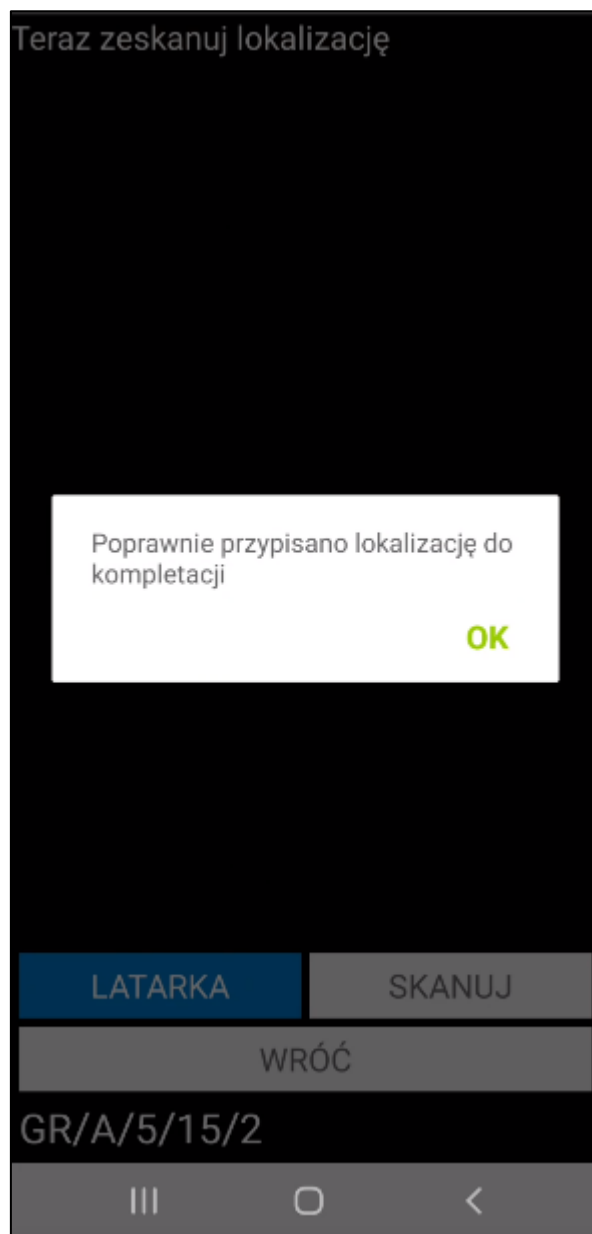 Teraz zeskanuj lokalizację
Poprawnie przypisano lokalizację do
kompletacji
OK
LATARKA
SKANUJ
WRÓĆ
GR/A/5/15/2